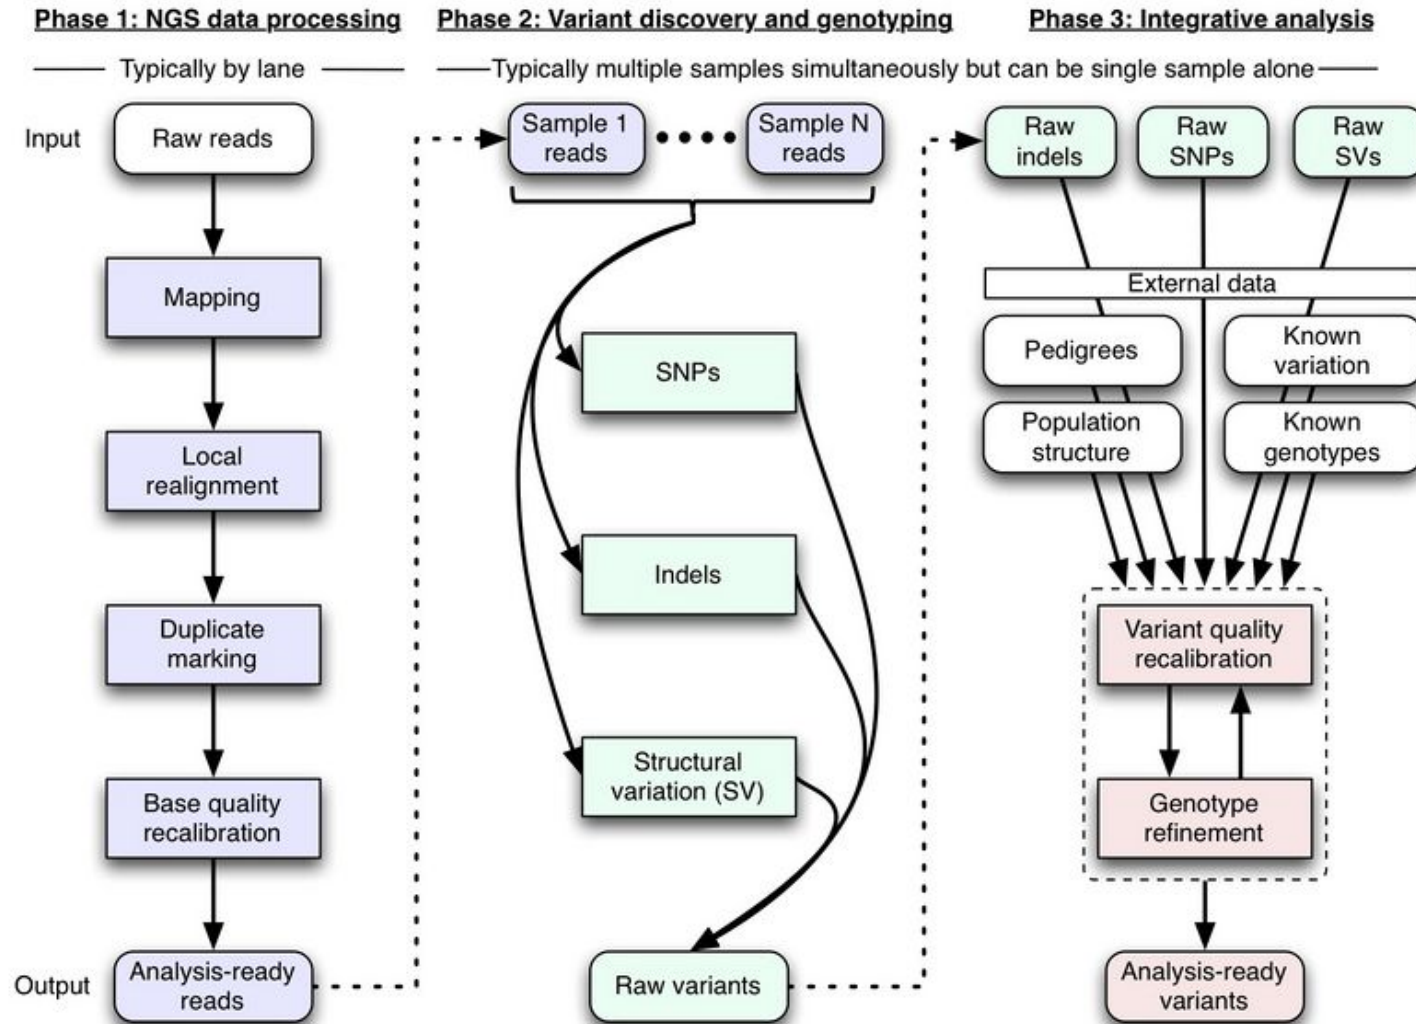 Phase 1: NGS data processing
Typically by lane
Input
Raw reads
Mapping
Local
realignment
Duplicate
marking
Base quality
recalibration
Output
Analysis-ready
reads
Phase 2: Variant discovery and genotyping
Typically multiple samples simultaneously but can be single sample alone
Sample 1
reads
Sample N
reads
SNPs
Indels
Structural
variation (SV)
Raw variants
Phase 3: Integrative analysis
Raw
indels
Raw
SNPs
Raw
SVs
External data
Pedigrees
Known
variation
Population
structure
Known
genotypes
Variant quality
recalibration
Genotype
refinement
Analysis-ready
variants